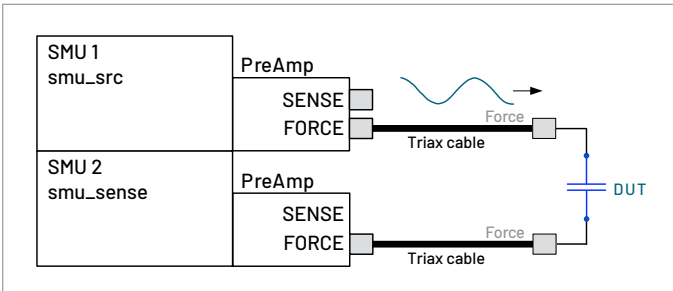 SMU 1
smu_src
PreAmp
SENSE
FORCE
Force
Triax cable
SMU 2
smu_sense
PreAmp
SENSE
FORCE
Force
Triax cable
DUT